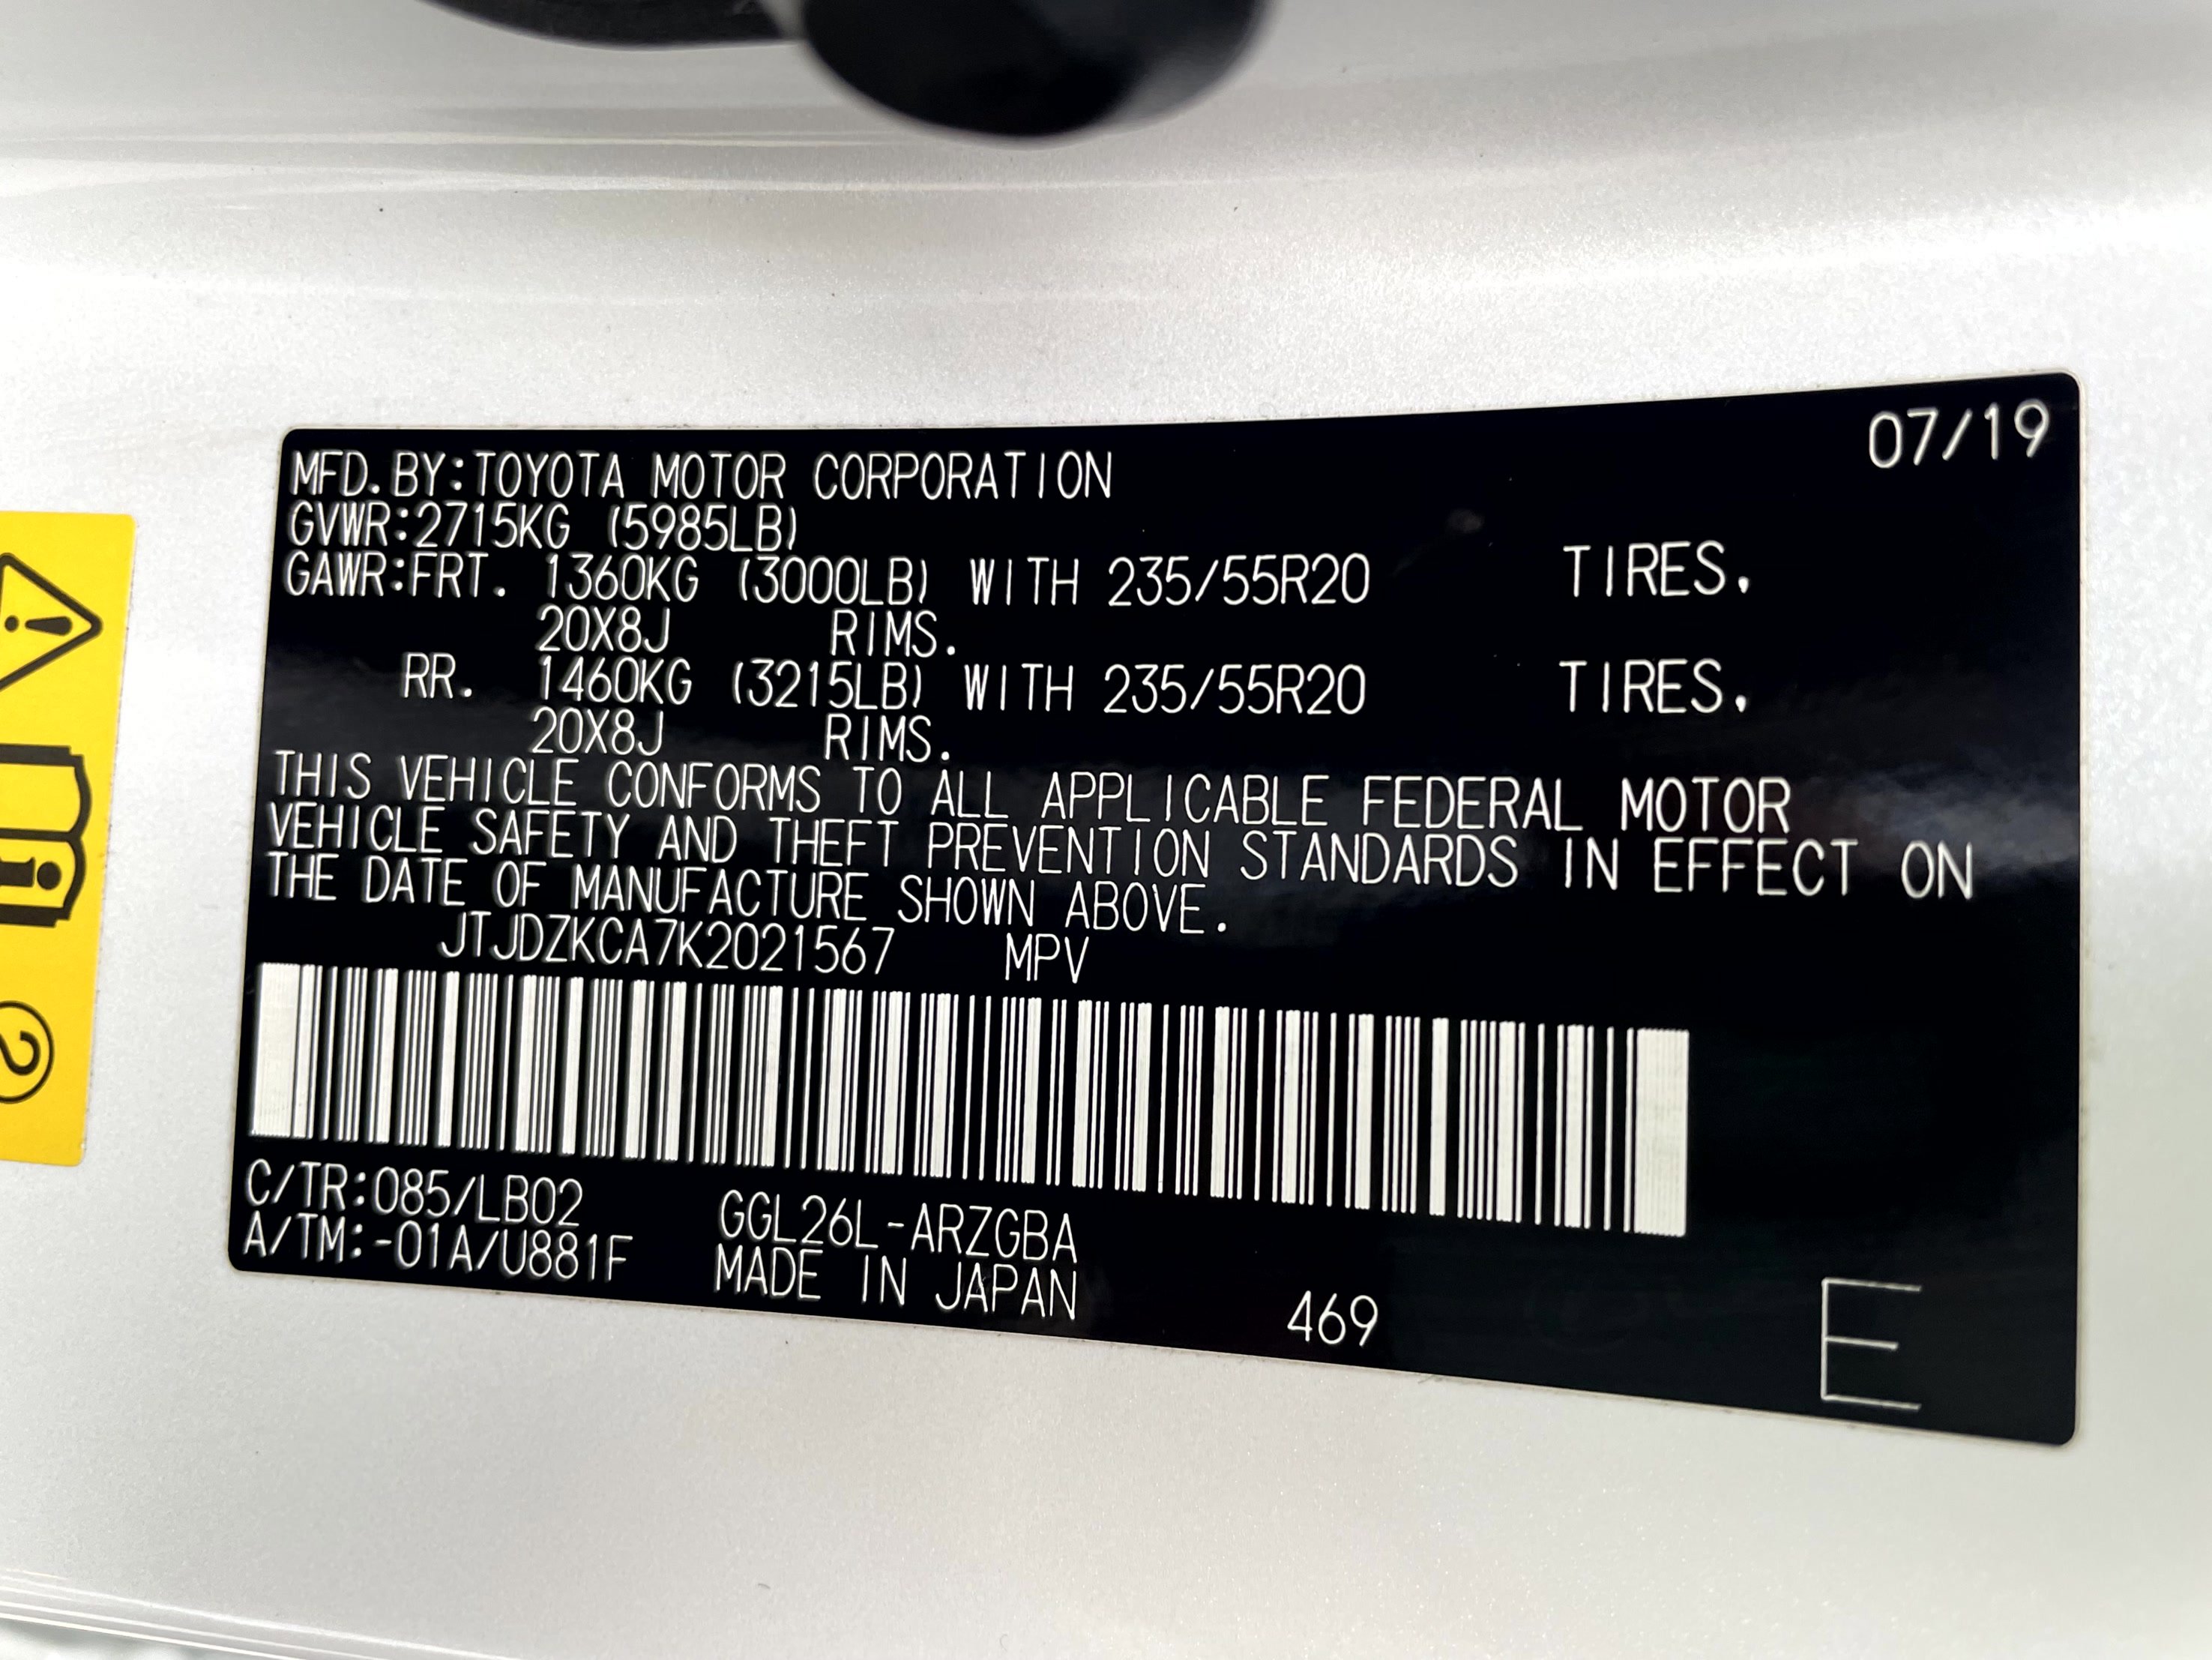 07/19
MFD.BY:TOYOTA MOTOR CORPORATION
GVWR:2715KG (5985LB)
GAWR:FRT. 1360KG (3000LB) WITH 235/55R20 TIRES.
20X8J RIMS.
RR. 1460KG (3215LB) WITH 235/55R20 TIRES.
20X8J RIMS.
THIS VEHICLE CONFORMS TO ALL APPLICABLE FEDERAL MOTOR
VEHICLE SAFETY AND THEFT PREVENTION STANDARDS IN EFFECT ON
THE DATE OF MANUFACTURE SHOWN ABOVE.
JTJDZKCA7K2021567 MPV
C/TR:085/LB02 GGL26L-ARZGBA
A/TM:-01A/U881F MADE IN JAPAN 469
E
2